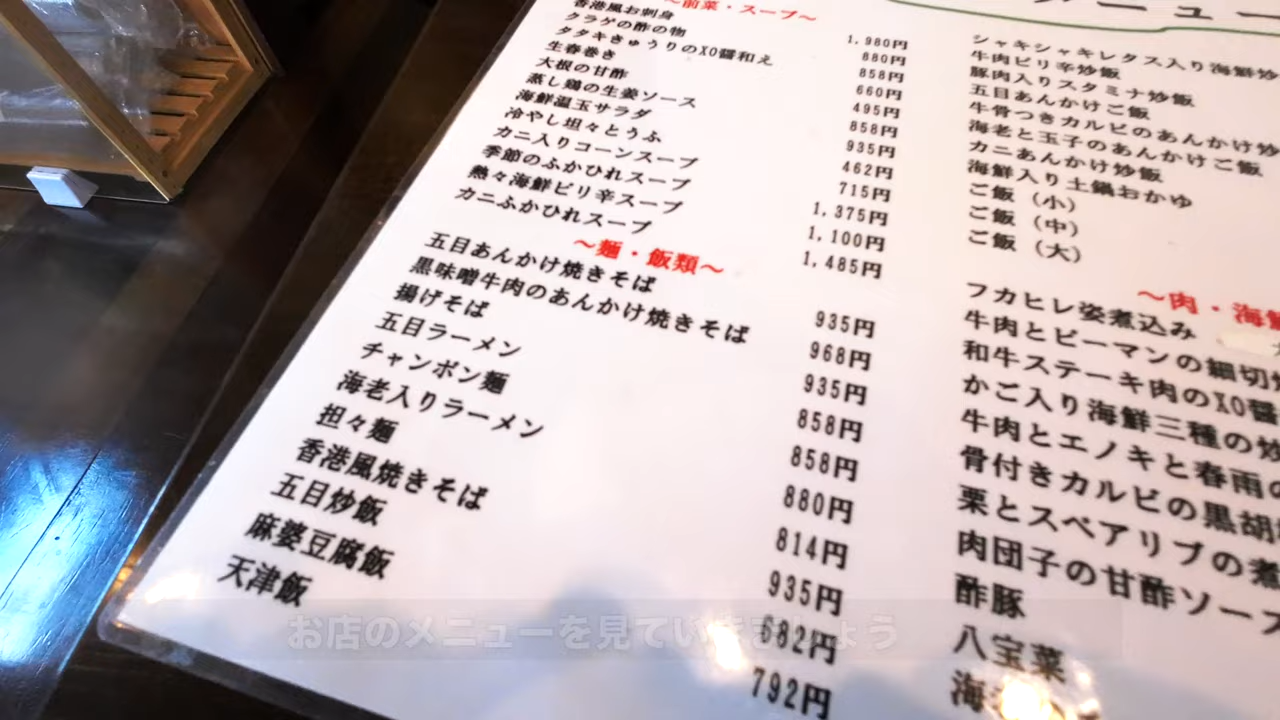 ～前菜・スープ～
香港風お刺身 1,980円
クラゲの酢の物 880円
タタキきゅうりのXO醤和え 858円
生春巻き 660円
大根の甘酢 495円
蒸し鶏の生姜ソース 858円
海鮮温玉サラダ 935円
冷やし坦々とうふ 462円
カニ入りコーンスープ 715円
季節のふかひれスープ 1,375円
熱々海鮮ピリ辛スープ 1,100円
カニふかひれスープ 1,485円
～麺・飯類～
五目あんかけ焼きそば 935円
黒味噌牛肉のあんかけ焼きそば 968円
揚げそば 935円
五目ラーメン 858円
チャンポン麺 858円
海老入りラーメン 880円
担々麺 814円
香港風焼きそば 935円
五目炒飯 682円
麻婆豆腐飯 792円
天津飯
メニュー
シャキシャキレタス入り海鮮炒
牛肉ピリ辛炒飯
豚肉入りスタミナ炒飯
五目あんかけご飯
牛骨つきカルビのあんかけ炒
海老と玉子のあんかけご飯
カニあんかけ炒飯
海鮮入り土鍋おかゆ
ご飯（小）
ご飯（中）
ご飯（大）
～肉・海鮮
フカヒレ姿煮込み
牛肉とピーマンの細切
和牛ステーキ肉のXO醤
かご入り海鮮三種の炒
牛肉とエノキと春雨の
骨付きカルビの黒胡
栗とスペアリブの煮
肉団子の甘酢ソース
酢豚
八宝菜
海
お店のメニューを見ていきましょう